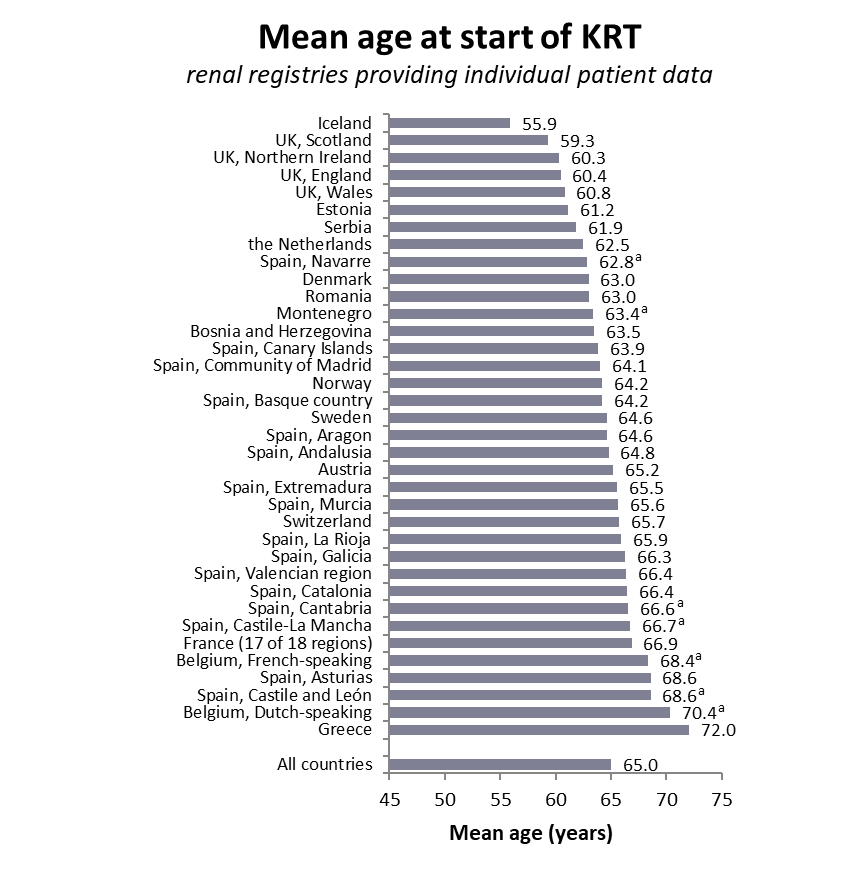 Mean age at start of KRT
renal registries providing individual patient data
Iceland 55.9
UK, Scotland 59.3
UK, Northern Ireland 60.3
UK, England 60.4
UK, Wales 60.8
Estonia 61.2
Serbia 61.9
the Netherlands 62.5
Spain, Navarre 62.8ᵃ
Denmark 63.0
Romania 63.0
Montenegro 63.4ᵃ
Bosnia and Herzegovina 63.5
Spain, Canary Islands 63.9
Spain, Community of Madrid 64.1
Norway 64.2
Spain, Basque country 64.2
Sweden 64.6
Spain, Aragon 64.6
Spain, Andalusia 64.8
Austria 65.2
Spain, Extremadura 65.5
Spain, Murcia 65.6
Switzerland 65.7
Spain, La Rioja 65.9
Spain, Galicia 66.3
Spain, Valencian region 66.4
Spain, Catalonia 66.4
Spain, Cantabria 66.6ᵃ
Spain, Castile-La Mancha 66.7ᵃ
France (17 of 18 regions) 66.9
Belgium, French-speaking 68.4ᵃ
Spain, Asturias 68.6
Spain, Castile and León 68.6ᵃ
Belgium, Dutch-speaking 70.4ᵃ
Greece 72.0
All countries 65.0
45 50 55 60 65 70 75
Mean age (years)